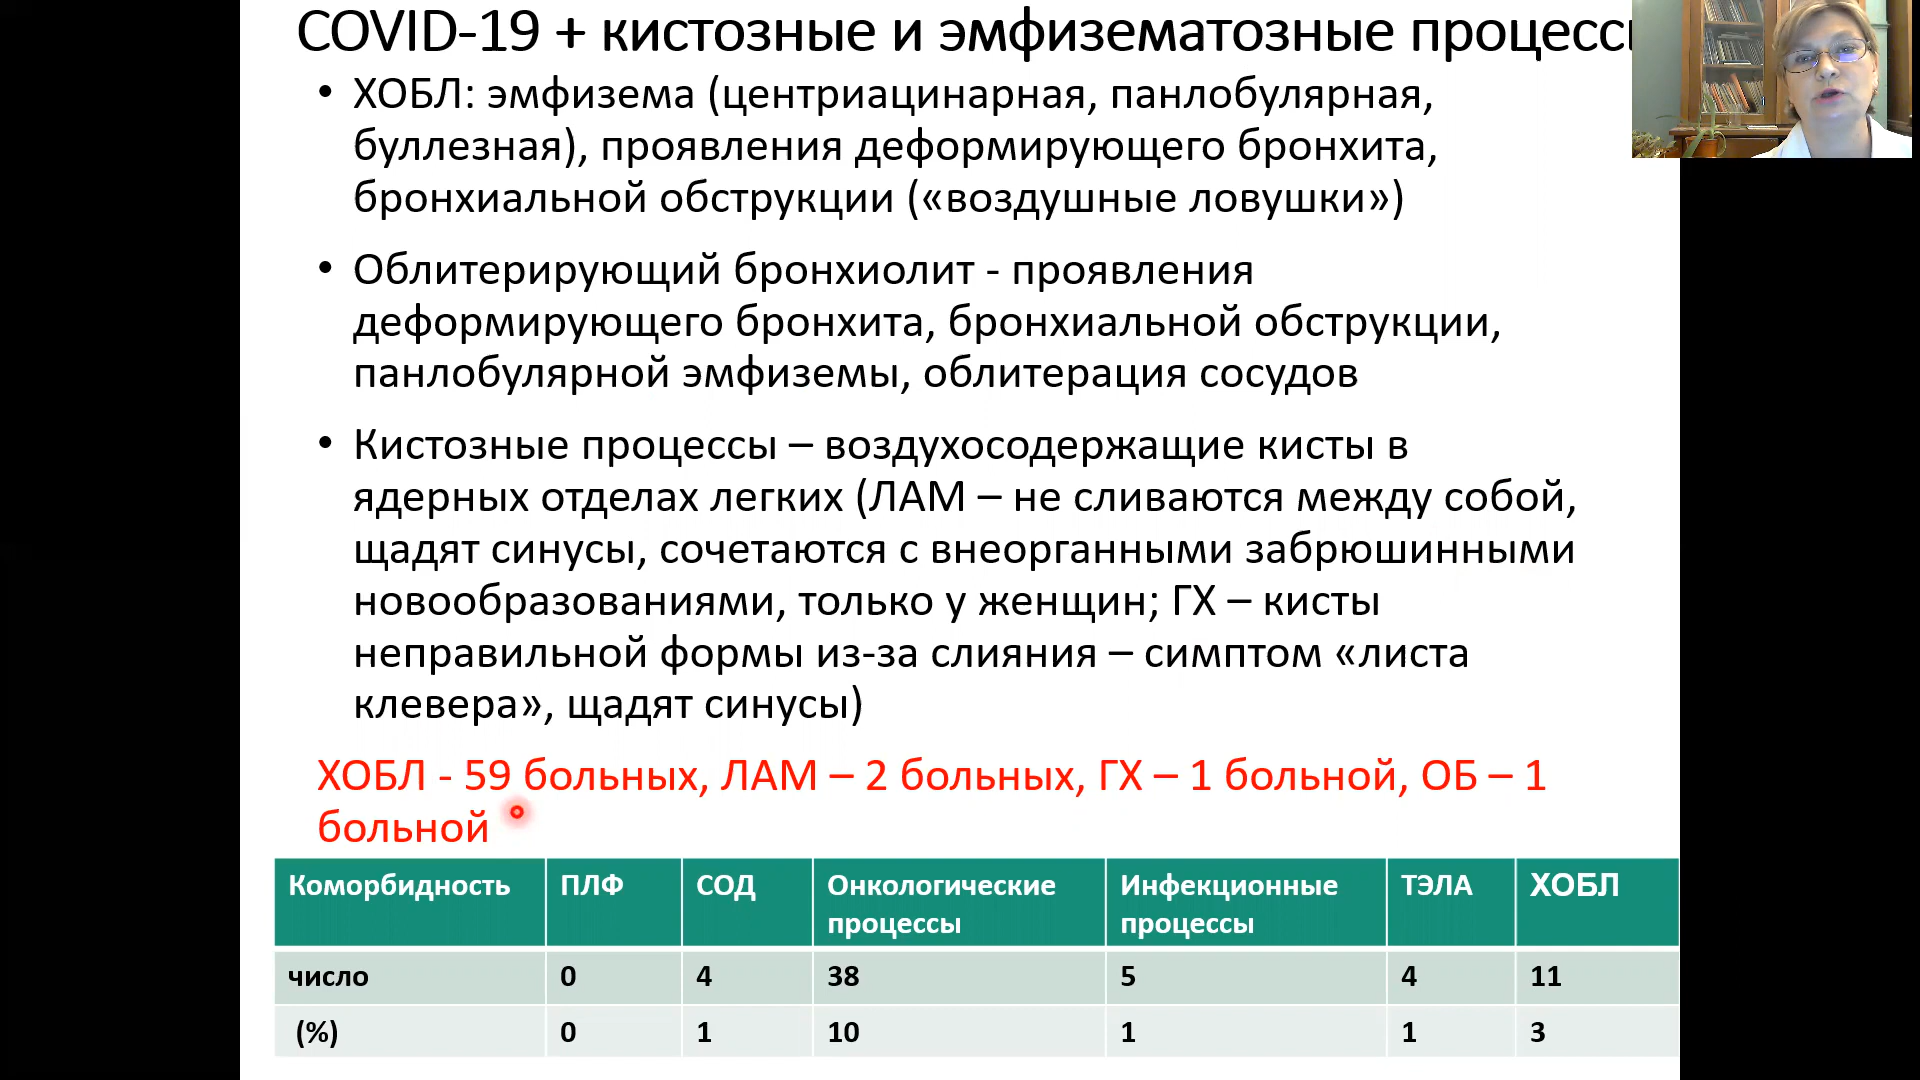 COVID-19 + кистозные и эмфизематозные процесс
• ХОБЛ: эмфизема (центриацинарная, панлобулярная,
буллезная), проявления деформирующего бронхита,
бронхиальной обструкции («воздушные ловушки»)
• Облитерирующий бронхиолит - проявления
деформирующего бронхита, бронхиальной обструкции,
панлобулярной эмфиземы, облитерация сосудов
• Кистозные процессы – воздухосодержащие кисты в
ядерных отделах легких (ЛАМ – не сливаются между собой,
щадят синусы, сочетаются с внеорганными забрюшинными
новообразованиями, только у женщин; ГХ – кисты
неправильной формы из-за слияния – симптом «листа
клевера», щадят синусы)
ХОБЛ - 59 больных, ЛАМ – 2 больных, ГХ – 1 больной, ОБ – 1
больной
Коморбидность ПЛФ СОД Онкологические процессы Инфекционные процессы ТЭЛА ХОБЛ
число 0 4 38 5 4 11
(%) 0 1 10 1 1 3